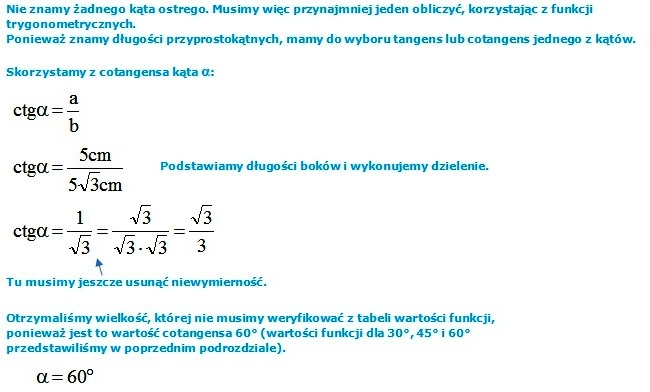 Nie znamy żadnego kąta ostrego. Musimy więc przynajmniej jeden obliczyć, korzystając z funkcji
trygonometrycznych.
Ponieważ znamy długości przyprostokątnych, mamy do wyboru tangens lub cotangens jednego z kątów.
Skorzystamy z cotangensa kąta α:
ctgα = a/b
ctgα = 5cm/5√3cm Podstawiamy długości boków i wykonujemy dzielenie.
ctgα = 1/√3 = √3/√3·√3 = √3/3
Tu musimy jeszcze usunąć niewymierność.
Otrzymaliśmy wielkość, której nie musimy weryfikować z tabeli wartości funkcji,
ponieważ jest to wartość cotangensa 60° (wartości funkcji dla 30°, 45° i 60°
przedstawiliśmy w poprzednim podrozdziale).
α = 60°